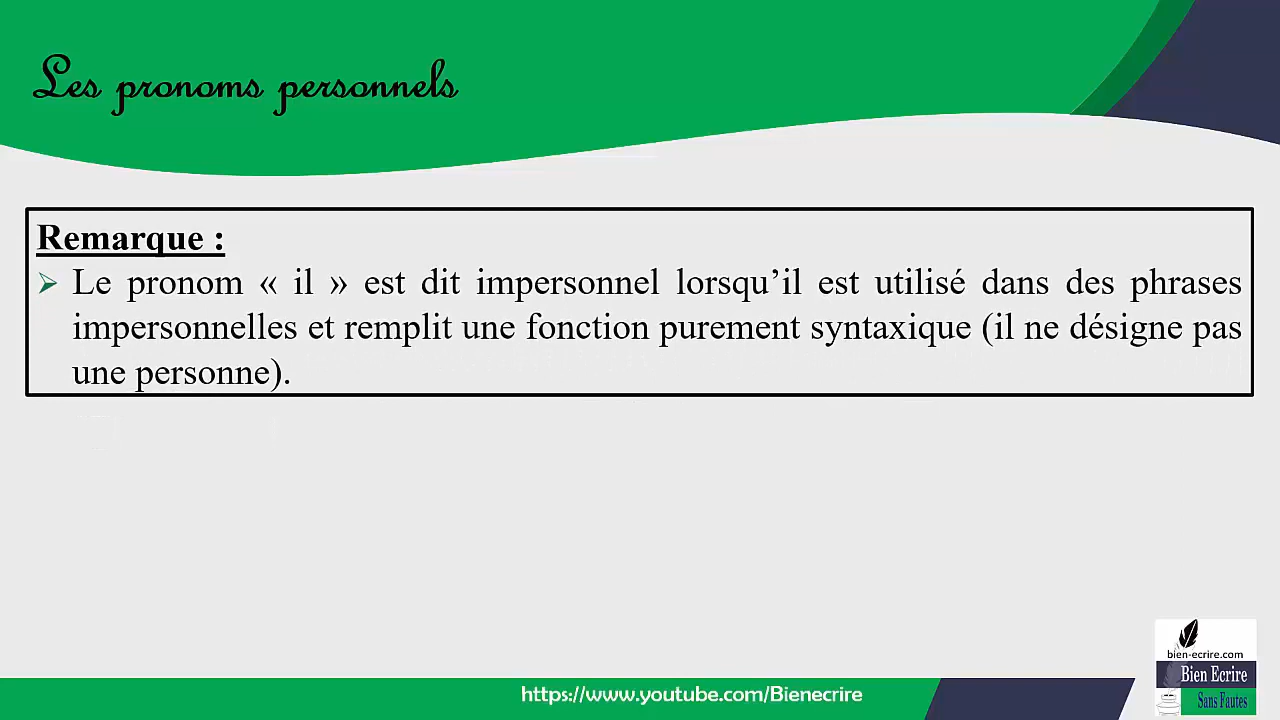 Les pronoms personnels
Remarque :
➢ Le pronom « il » est dit impersonnel lorsqu’il est utilisé dans des phrases
impersonnelles et remplit une fonction purement syntaxique (il ne désigne pas
une personne).
bien-ecrire.com
Bien Ecrire
Sans Fautes
https://www.youtube.com/Bienecrire